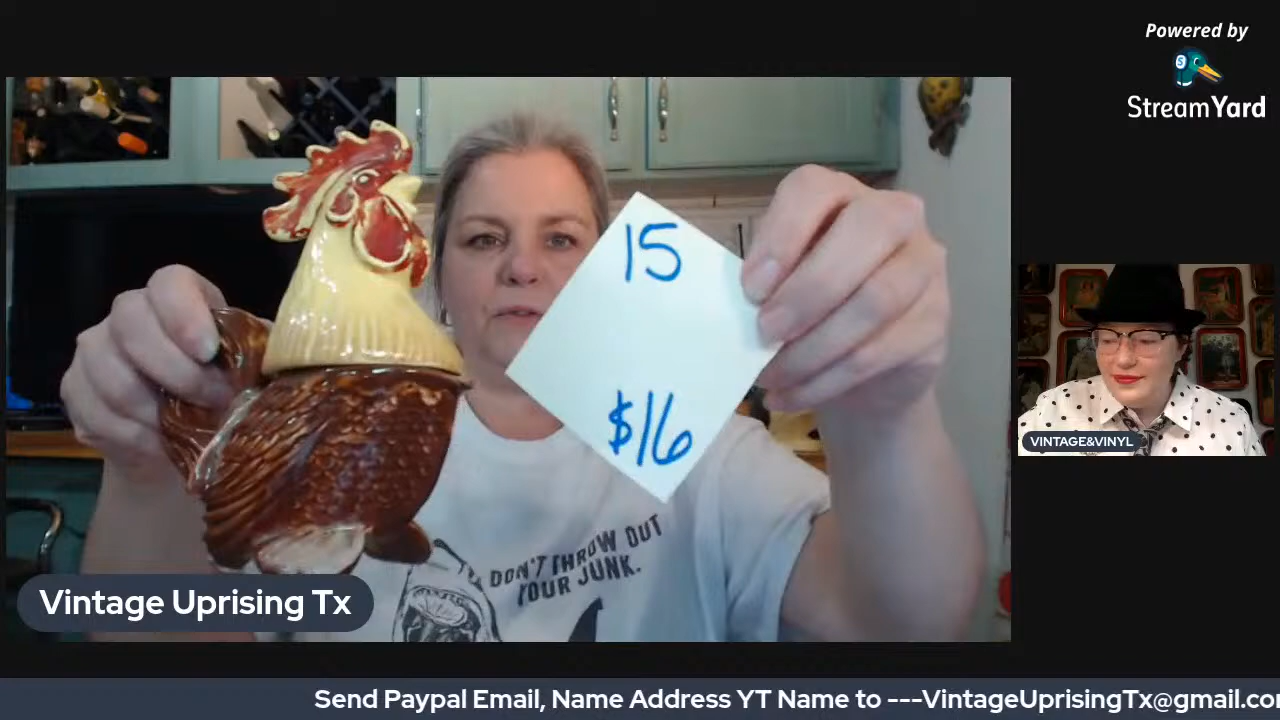 Powered by
StreamYard
15
$16
DON'T THROW OUT
YOUR JUNK.
VINTAGE&VINYL
Vintage Uprising Tx
Send Paypal Email, Name Address YT Name to ---VintageUprisingTx@gmail.co